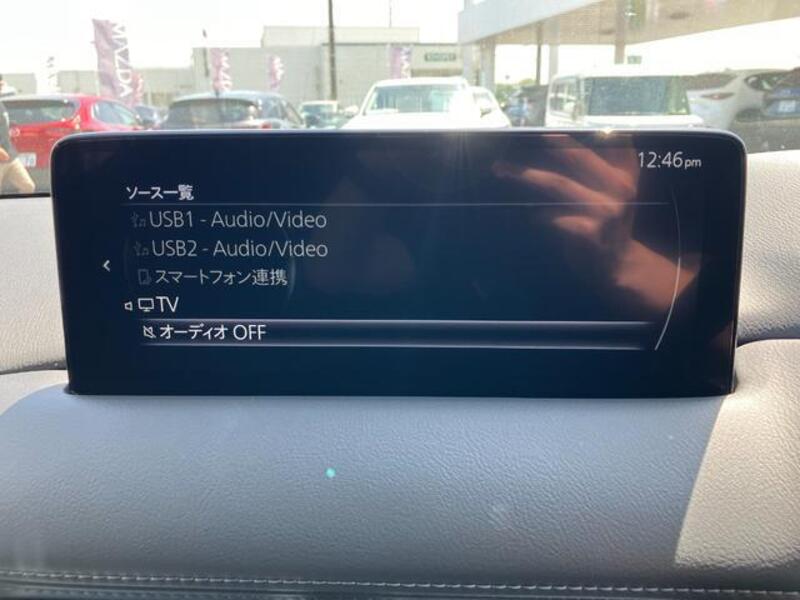 MAZDA
12:46pm
ソース一覧
USB1 - Audio/Video
USB2 - Audio/Video
スマートフォン連携
TV
オーディオ OFF